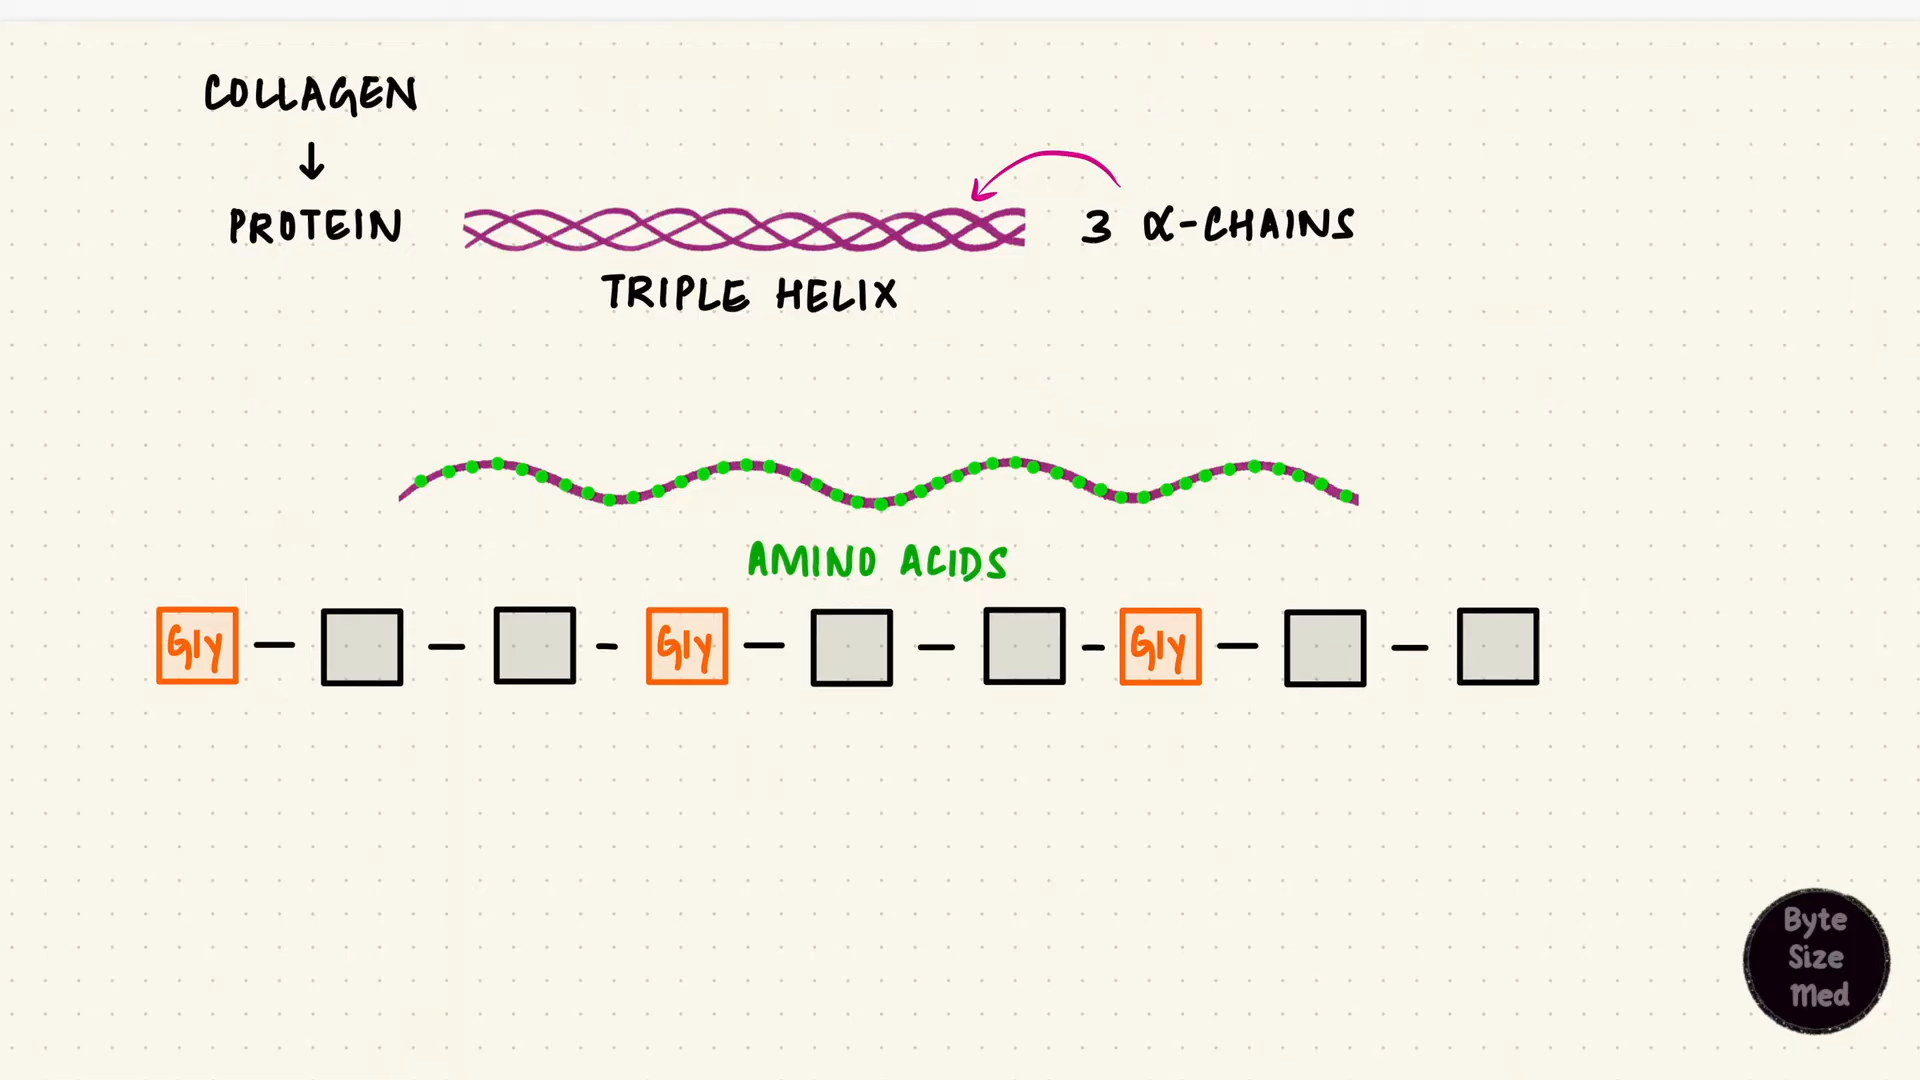 COLLAGEN
↓
PROTEIN
3 α-CHAINS
TRIPLE HELIX
AMINO ACIDS
Gly — — - Gly — — - Gly — —
Byte
Size
Med